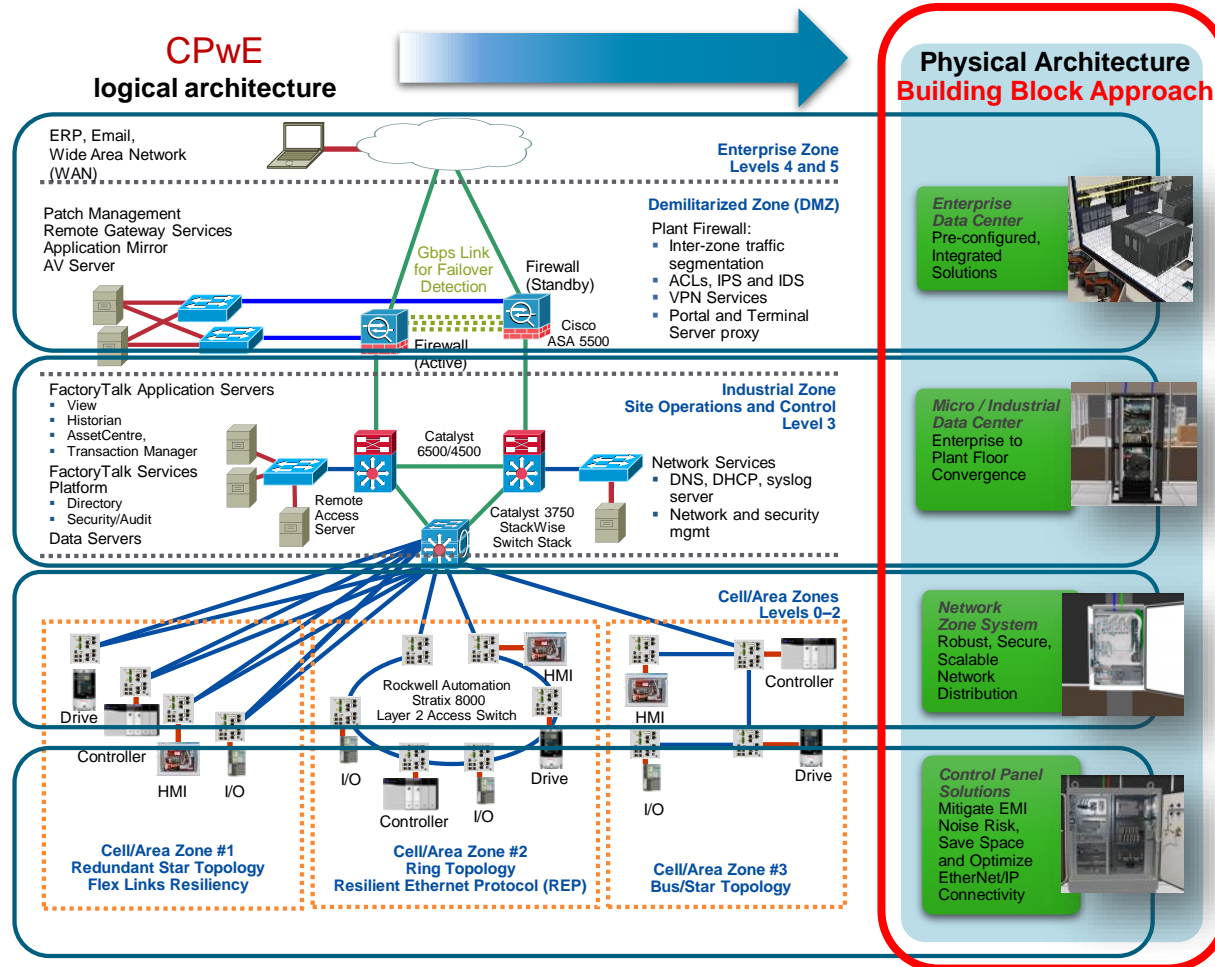 CPwE
logical architecture
Physical Architecture
Building Block Approach
ERP, Email,
Wide Area Network
(WAN)
Enterprise Zone
Levels 4 and 5
Patch Management
Remote Gateway Services
Application Mirror
AV Server
Gbps Link
for Failover
Detection
Firewall
(Standby)
Firewall
(Active)
Cisco
ASA 5500
Demilitarized Zone (DMZ)
Plant Firewall:
▪ Inter-zone traffic
segmentation
▪ ACLs, IPS and IDS
▪ VPN Services
▪ Portal and Terminal
Server proxy
Enterprise
Data Center
Pre-configured,
Integrated
Solutions
FactoryTalk Application Servers
▪ View
▪ Historian
▪ AssetCentre,
▪ Transaction Manager
FactoryTalk Services
Platform
▪ Directory
▪ Security/Audit
Data Servers
Remote
Access
Server
Catalyst
6500/4500
Catalyst 3750
StackWise
Switch Stack
Industrial Zone
Site Operations and Control
Level 3
Network Services
▪ DNS, DHCP, syslog
server
▪ Network and security
mgmt
Micro / Industrial
Data Center
Enterprise to
Plant Floor
Convergence
Cell/Area Zones
Levels 0–2
Drive
Controller
HMI
I/O
Cell/Area Zone #1
Redundant Star Topology
Flex Links Resiliency
HMI
Rockwell Automation
Stratix 8000
Layer 2 Access Switch
I/O
Controller
I/O
Drive
Cell/Area Zone #2
Ring Topology
Resilient Ethernet Protocol (REP)
Controller
HMI
I/O
Drive
Cell/Area Zone #3
Bus/Star Topology
Network
Zone System
Robust, Secure,
Scalable
Network
Distribution
Control Panel
Solutions
Mitigate EMI
Noise Risk,
Save Space
and Optimize
EtherNet/IP
Connectivity